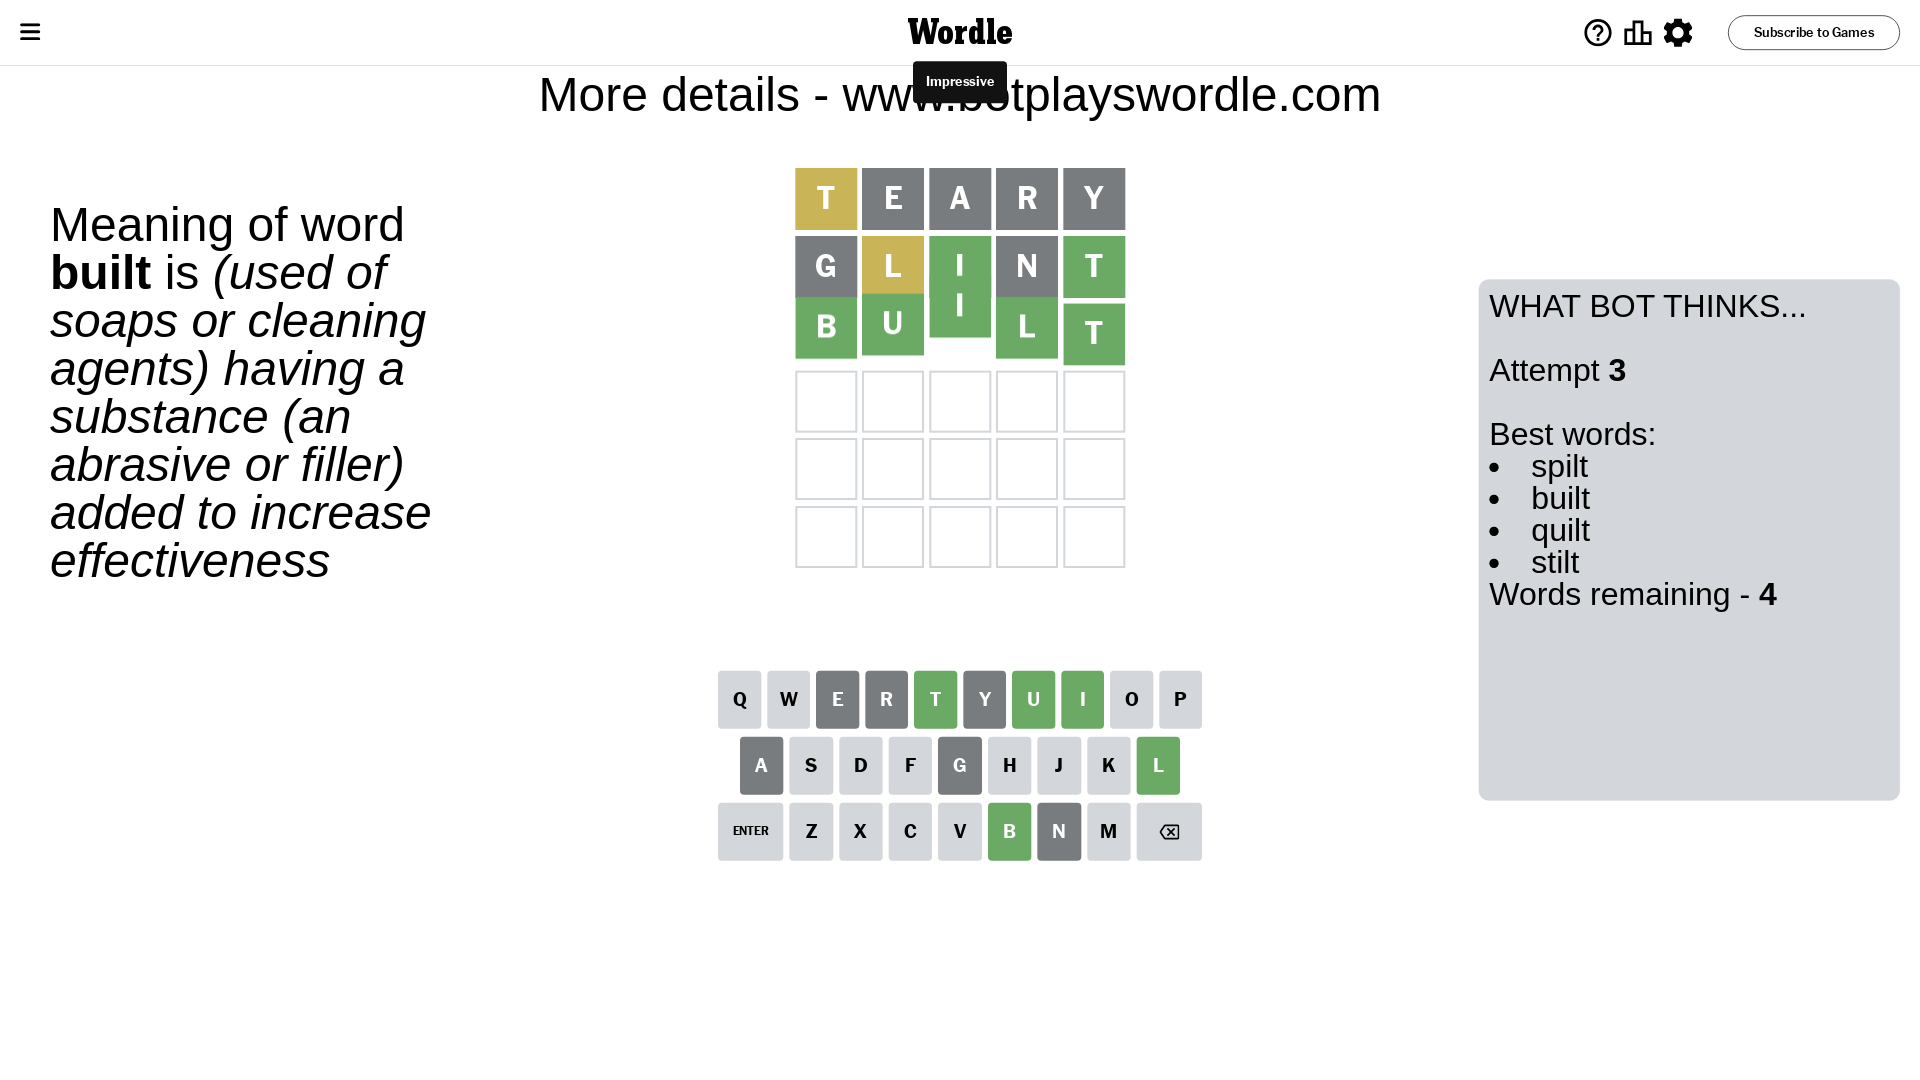 Wordle
Subscribe to Games
Impressive
More details - www.botplayswordle.com
Meaning of word
built is (used of
soaps or cleaning
agents) having a
substance (an
abrasive or filler)
added to increase
effectiveness
T E A R Y
G L I N T
B U I L T
WHAT BOT THINKS...
Attempt 3
Best words:
• spilt
• built
• quilt
• stilt
Words remaining - 4
Q W E R T Y U I O P
A S D F G H J K L
ENTER Z X C V B N M